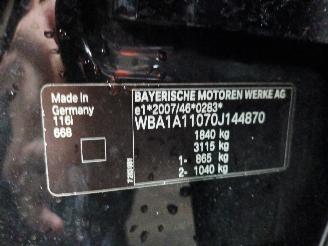 BAYERISCHE MOTOREN WERKE AG
Made in
Germany
116i
668
e1*2007/46*0283*
WBA1A11070J144870
1840 kg
3115 kg
1- 865 kg
2- 1040 kg